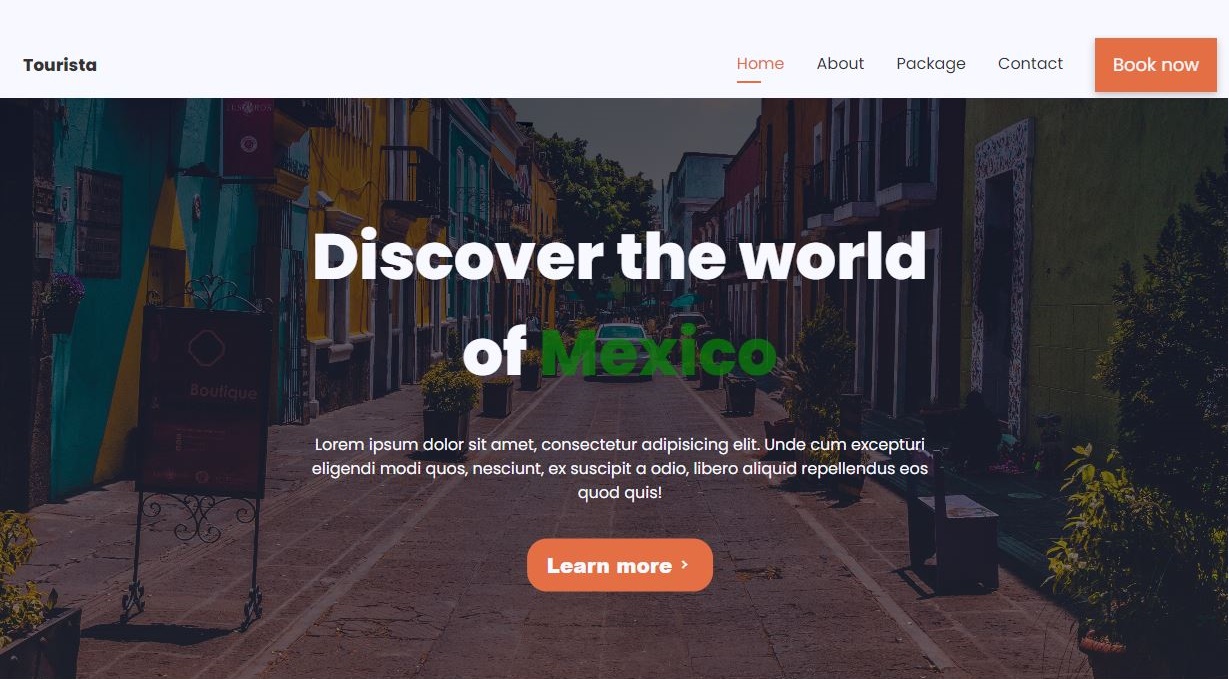 Tourista
Home About Package Contact Book now
Discover the world
of Mexico
Boutique
Lorem ipsum dolor sit amet, consectetur adipisicing elit. Unde cum excepturi
eligendi modi quos, nesciunt, ex suscipit a odio, libero aliquid repellendus eos
quod quis!
Learn more ›